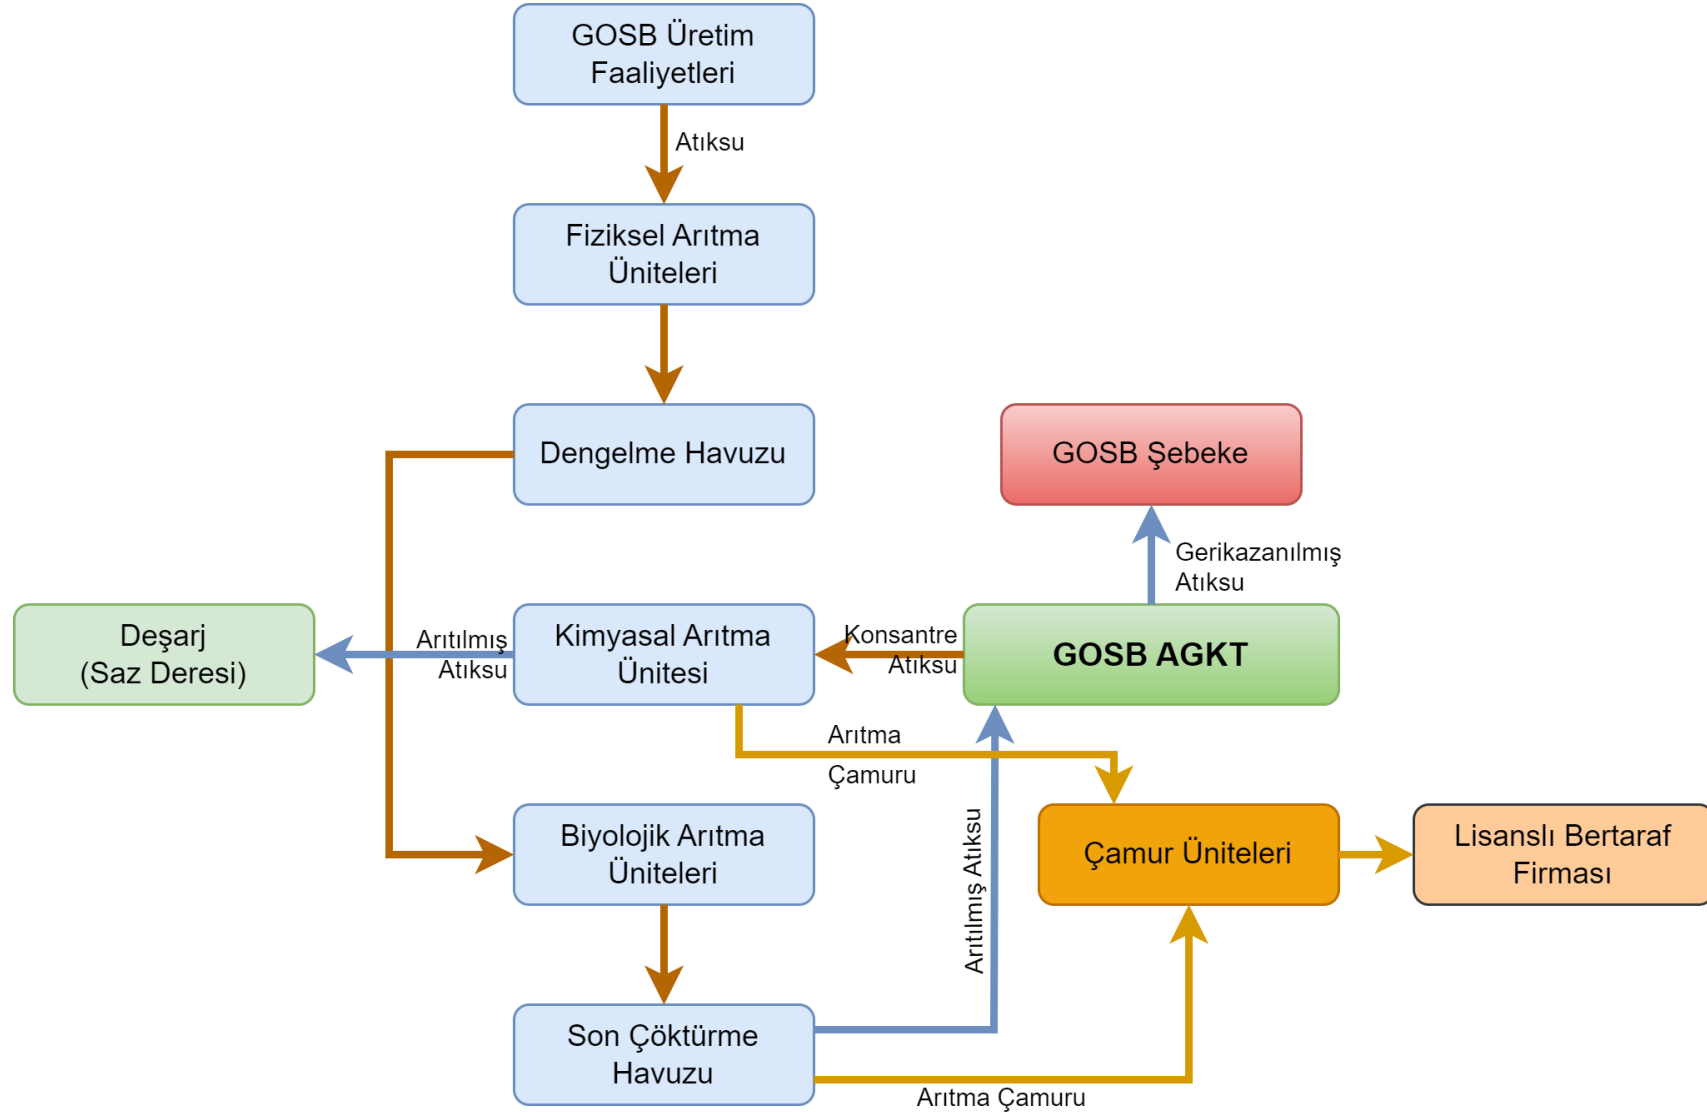 GOSB Üretim
Faaliyetleri
Atıksu
Fiziksel Arıtma
Üniteleri
Dengelme Havuzu
GOSB Şebeke
Gerikazanılmış
Atıksu
Deşarj
(Saz Deresi)
Arıtılmış
Atıksu
Kimyasal Arıtma
Ünitesi
Konsantre
Atıksu
GOSB AGKT
Arıtma
Çamuru
Arıtılmış Atıksu
Biyolojik Arıtma
Üniteleri
Çamur Üniteleri
Lisanslı Bertaraf
Firması
Son Çöktürme
Havuzu
Arıtma Çamuru